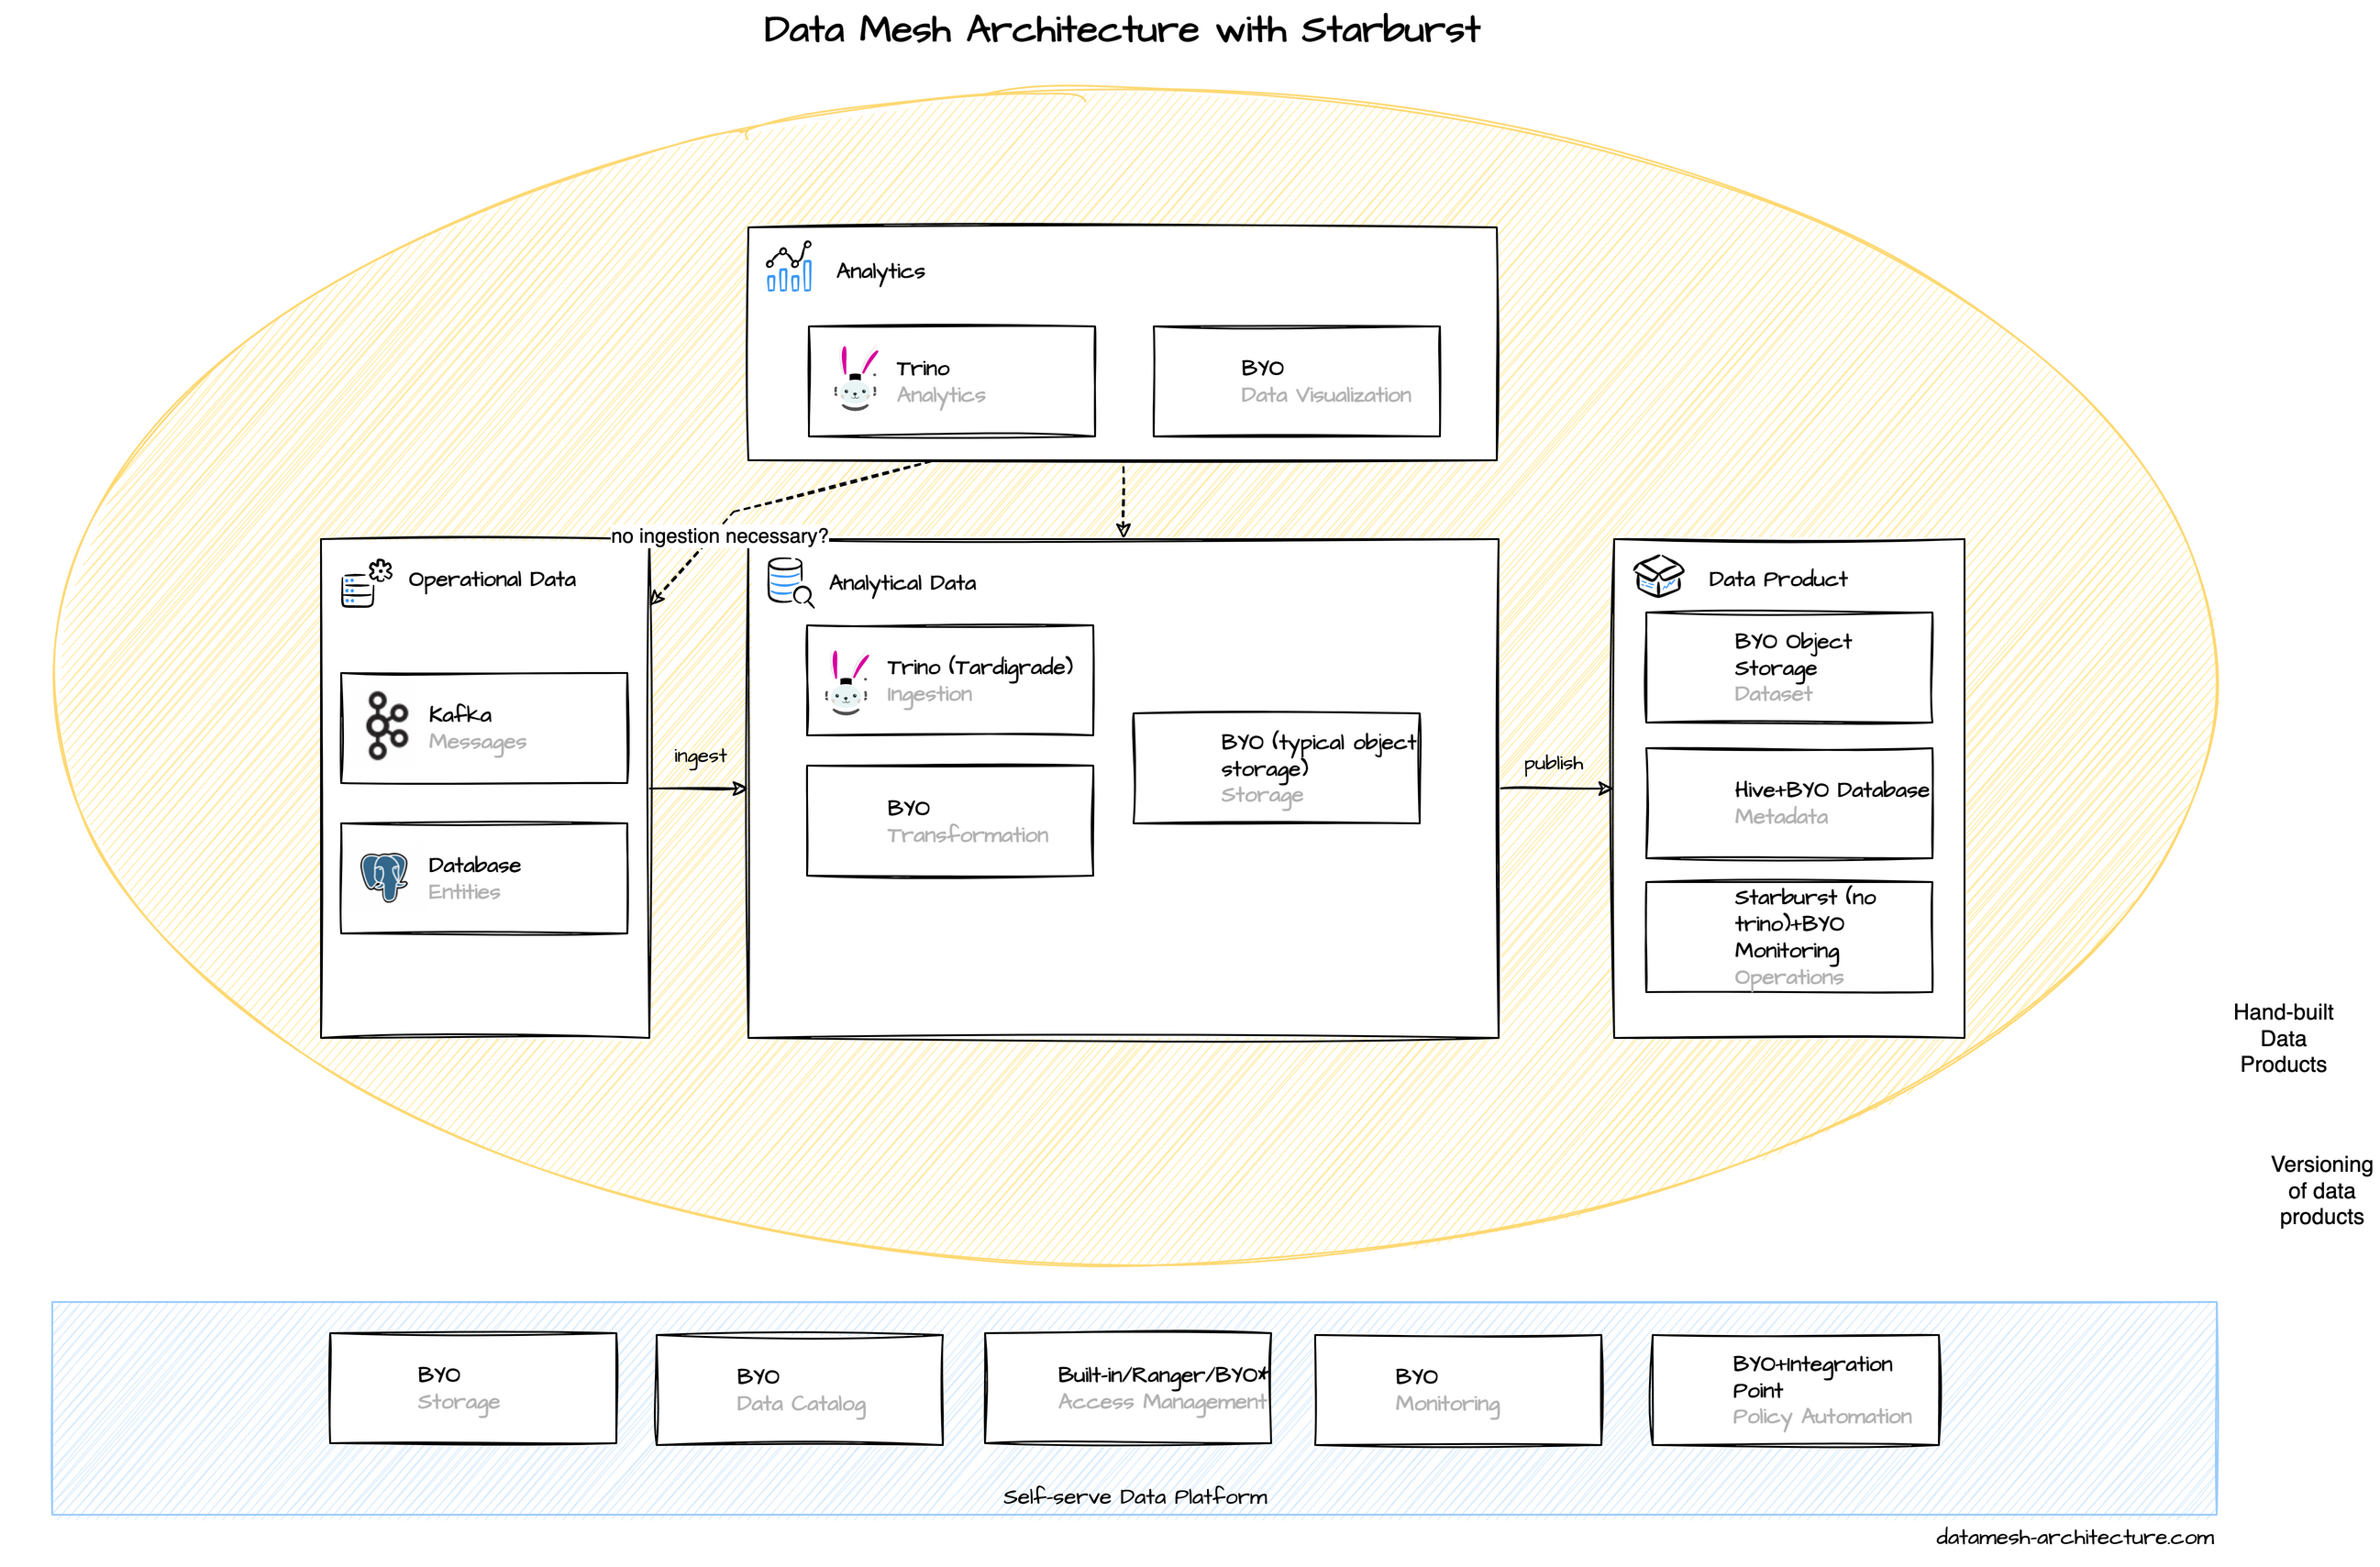 Data Mesh Architecture with Starburst
Analytics
Trino
Analytics
BYO
Data Visualization
no ingestion necessary?
Operational Data
Kafka
Messages
Database
Entities
ingest
Analytical Data
Trino (Tardigrade)
Ingestion
BYO
Transformation
BYO (typical object
storage)
Storage
publish
Data Product
BYO Object
Storage
Dataset
Hive+BYO Database
Metadata
Starburst (no
trino)+BYO
Monitoring
Operations
Hand-built
Data
Products
Versioning
of data
products
BYO
Storage
BYO
Data Catalog
Built-in/Ranger/BYO*
Access Management
BYO
Monitoring
BYO+Integration
Point
Policy Automation
Self-serve Data Platform
datamesh-architecture.com